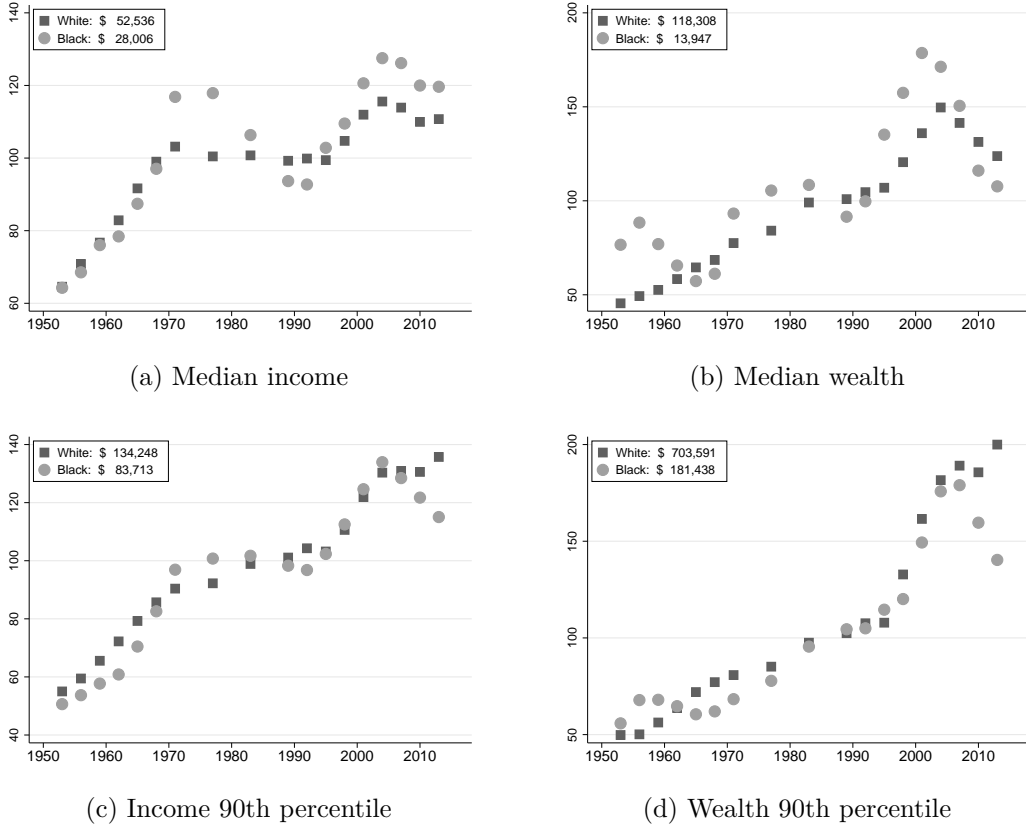 140
120
100
80
60
White: $ 52,536
Black: $ 28,006
1950 1960 1970 1980 1990 2000 2010
(a) Median income
200
150
100
50
White: $ 118,308
Black: $ 13,947
1950 1960 1970 1980 1990 2000 2010
(b) Median wealth
140
120
100
80
60
40
White: $ 134,248
Black: $ 83,713
1950 1960 1970 1980 1990 2000 2010
(c) Income 90th percentile
200
150
100
50
White: $ 703,591
Black: $ 181,438
1950 1960 1970 1980 1990 2000 2010
(d) Wealth 90th percentile